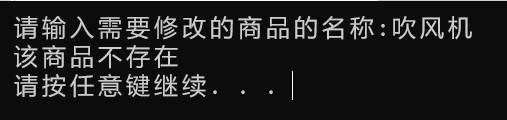 请输入需要修改的商品的名称:吹风机
该商品不存在
请按任意键继续. . .